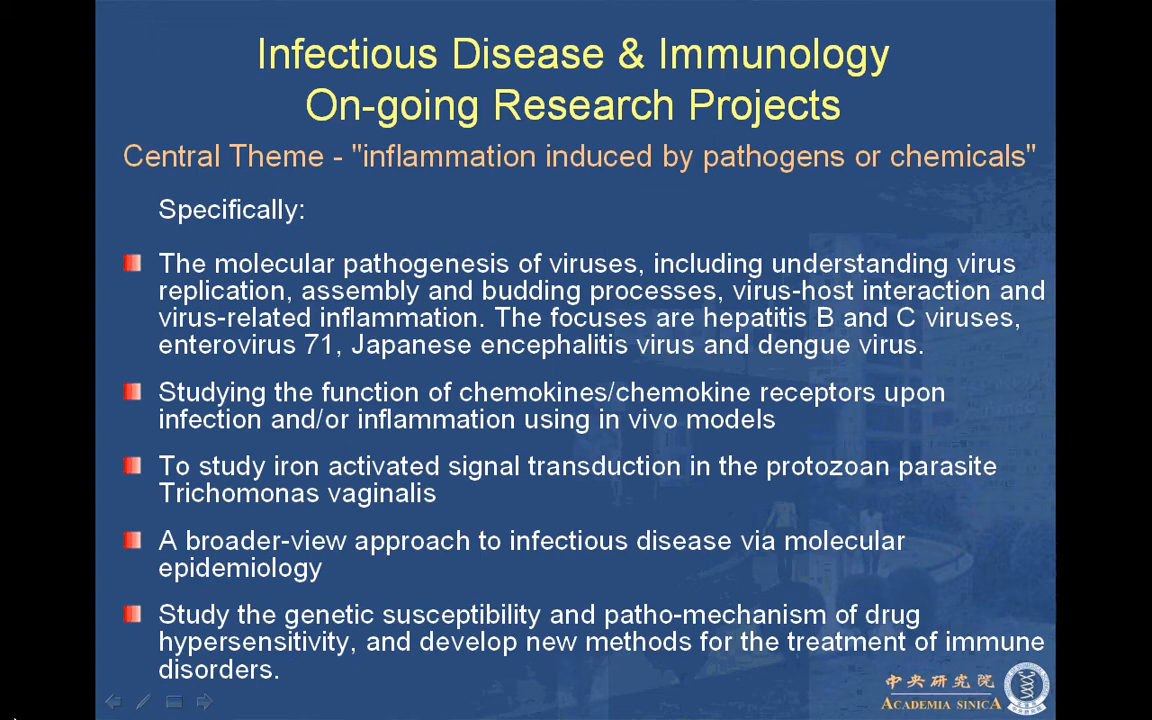 Infectious Disease & Immunology
On-going Research Projects
Central Theme - "inflammation induced by pathogens or chemicals"
Specifically:
The molecular pathogenesis of viruses, including understanding virus
replication, assembly and budding processes, virus-host interaction and
virus-related inflammation. The focuses are hepatitis B and C viruses,
enterovirus 71, Japanese encephalitis virus and dengue virus.
Studying the function of chemokines/chemokine receptors upon
infection and/or inflammation using in vivo models
To study iron activated signal transduction in the protozoan parasite
Trichomonas vaginalis
A broader-view approach to infectious disease via molecular
epidemiology
Study the genetic susceptibility and patho-mechanism of drug
hypersensitivity, and develop new methods for the treatment of immune
disorders.
中央研究院
ACADEMIA SINICA